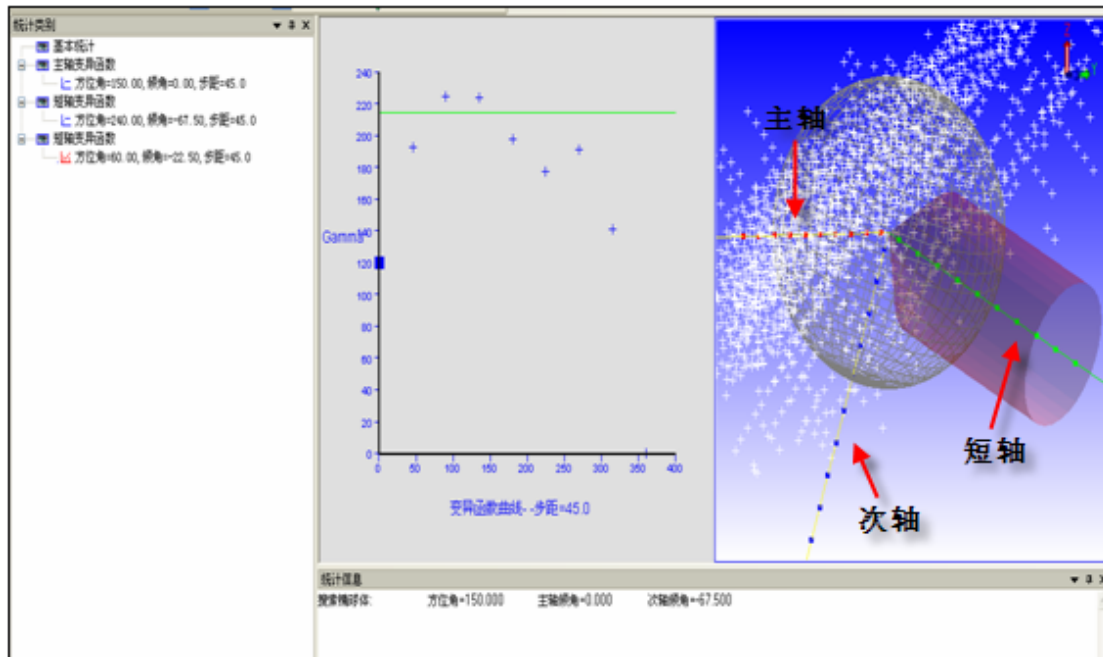 统计类别
基本统计
主轴变异函数
方位角=150.00, 倾角=0.00, 步距=45.0
短轴变异函数
方位角=240.00, 倾角=-67.50, 步距=45.0
短轴变异函数
方位角=60.00, 倾角=-22.50, 步距=45.0
240
220
200
180
160
140
Gamma
120
100
80
60
40
20
0
0 50 100 150 200 250 300 350 400
变异函数曲线--步距=45.0
Z
Y
主轴
短轴
次轴
统计信息
搜索椭球体: 方位角=150.000 主轴倾角=0.000 次轴倾角=-67.500